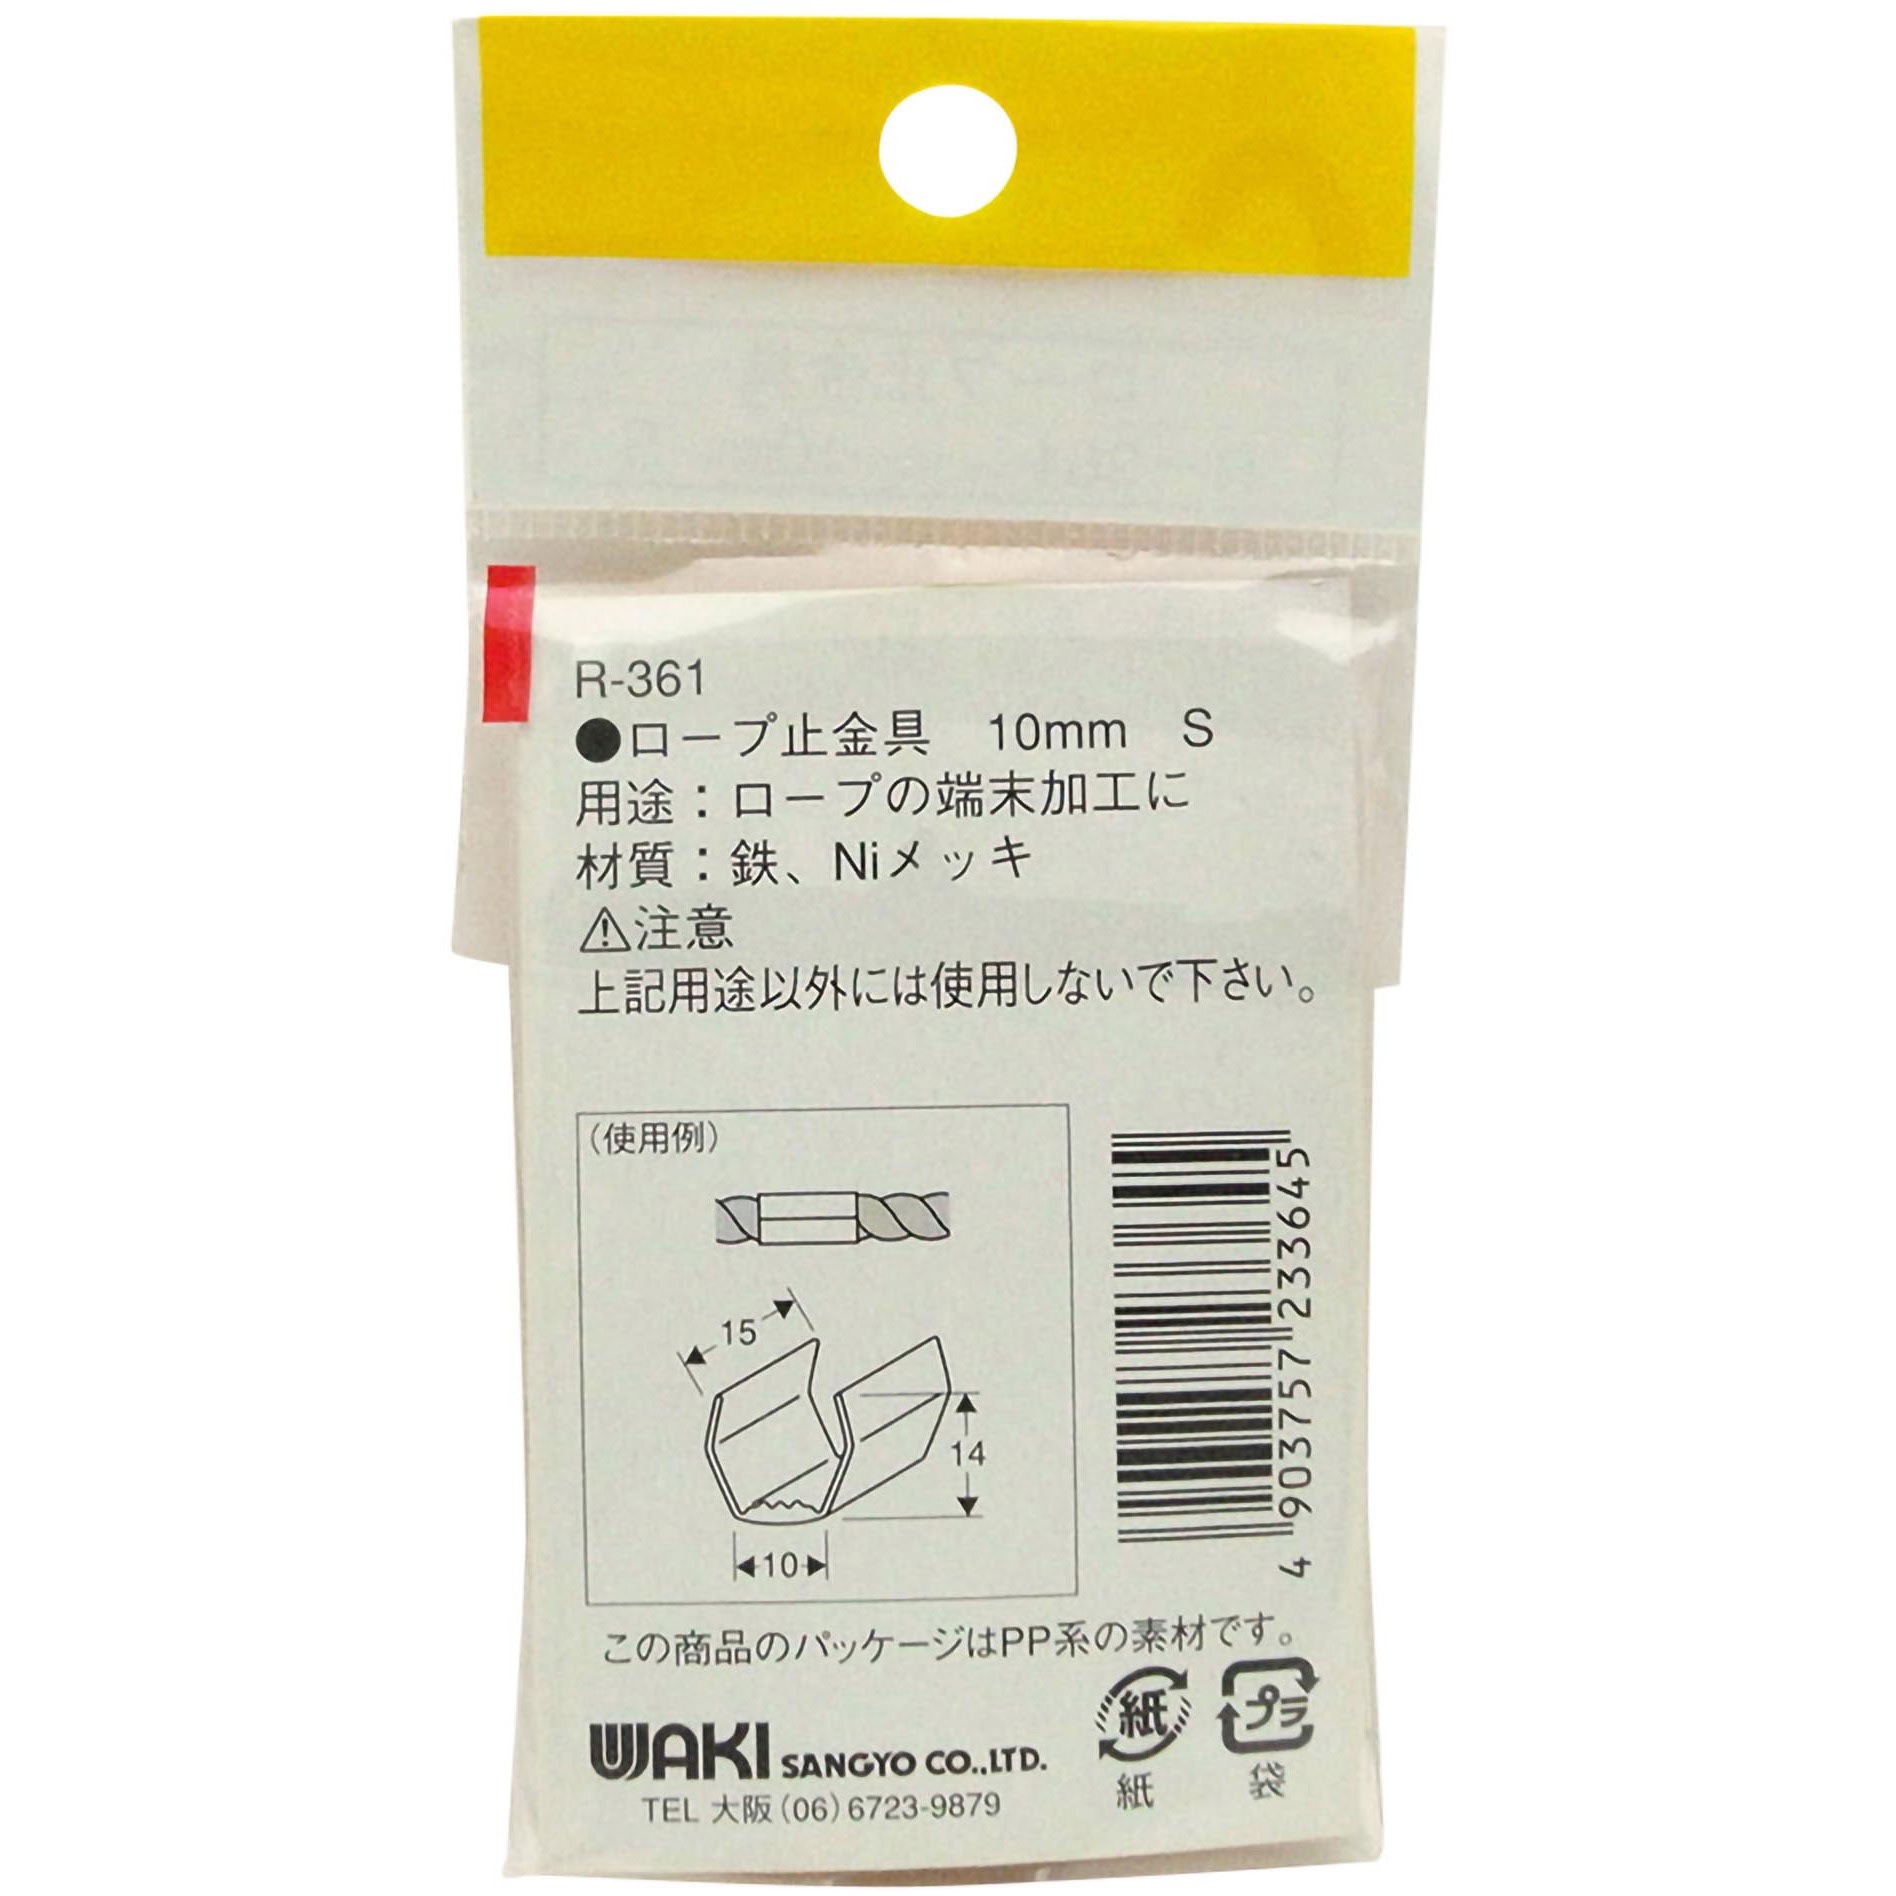 R-361
●ロープ止金具　10mm　S
用途：ロープの端末加工に
材質：鉄、Niメッキ
⚠注意
上記用途以外には使用しないで下さい。
（使用例）
15
14
10
4 903757 233645
この商品のパッケージはPP系の素材です。
紙
プラ
紙
袋
WAKI SANGYO CO.,LTD.
TEL 大阪（06）6723-9879